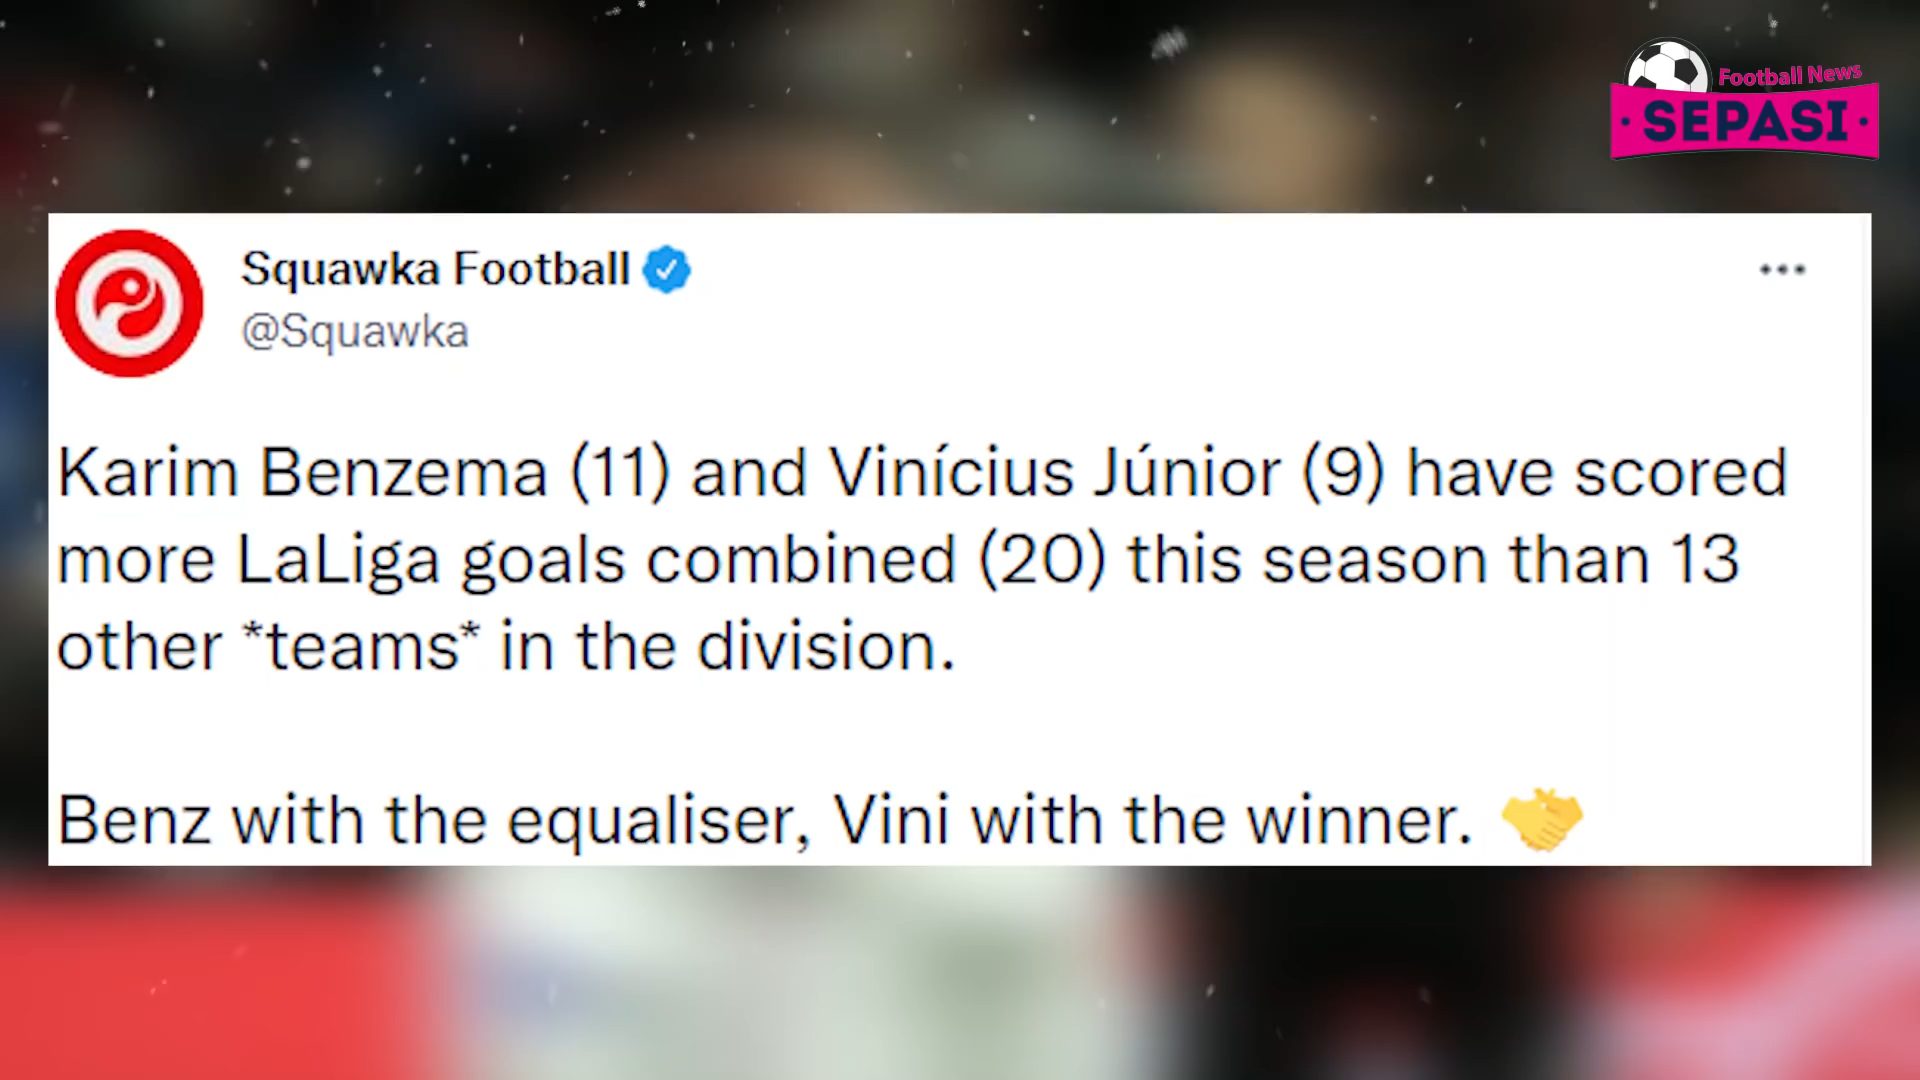 Football News
• SEPASI •
Squawka Football
@Squawka
Karim Benzema (11) and Vinícius Júnior (9) have scored
more LaLiga goals combined (20) this season than 13
other *teams* in the division.
Benz with the equaliser, Vini with the winner. 🤝